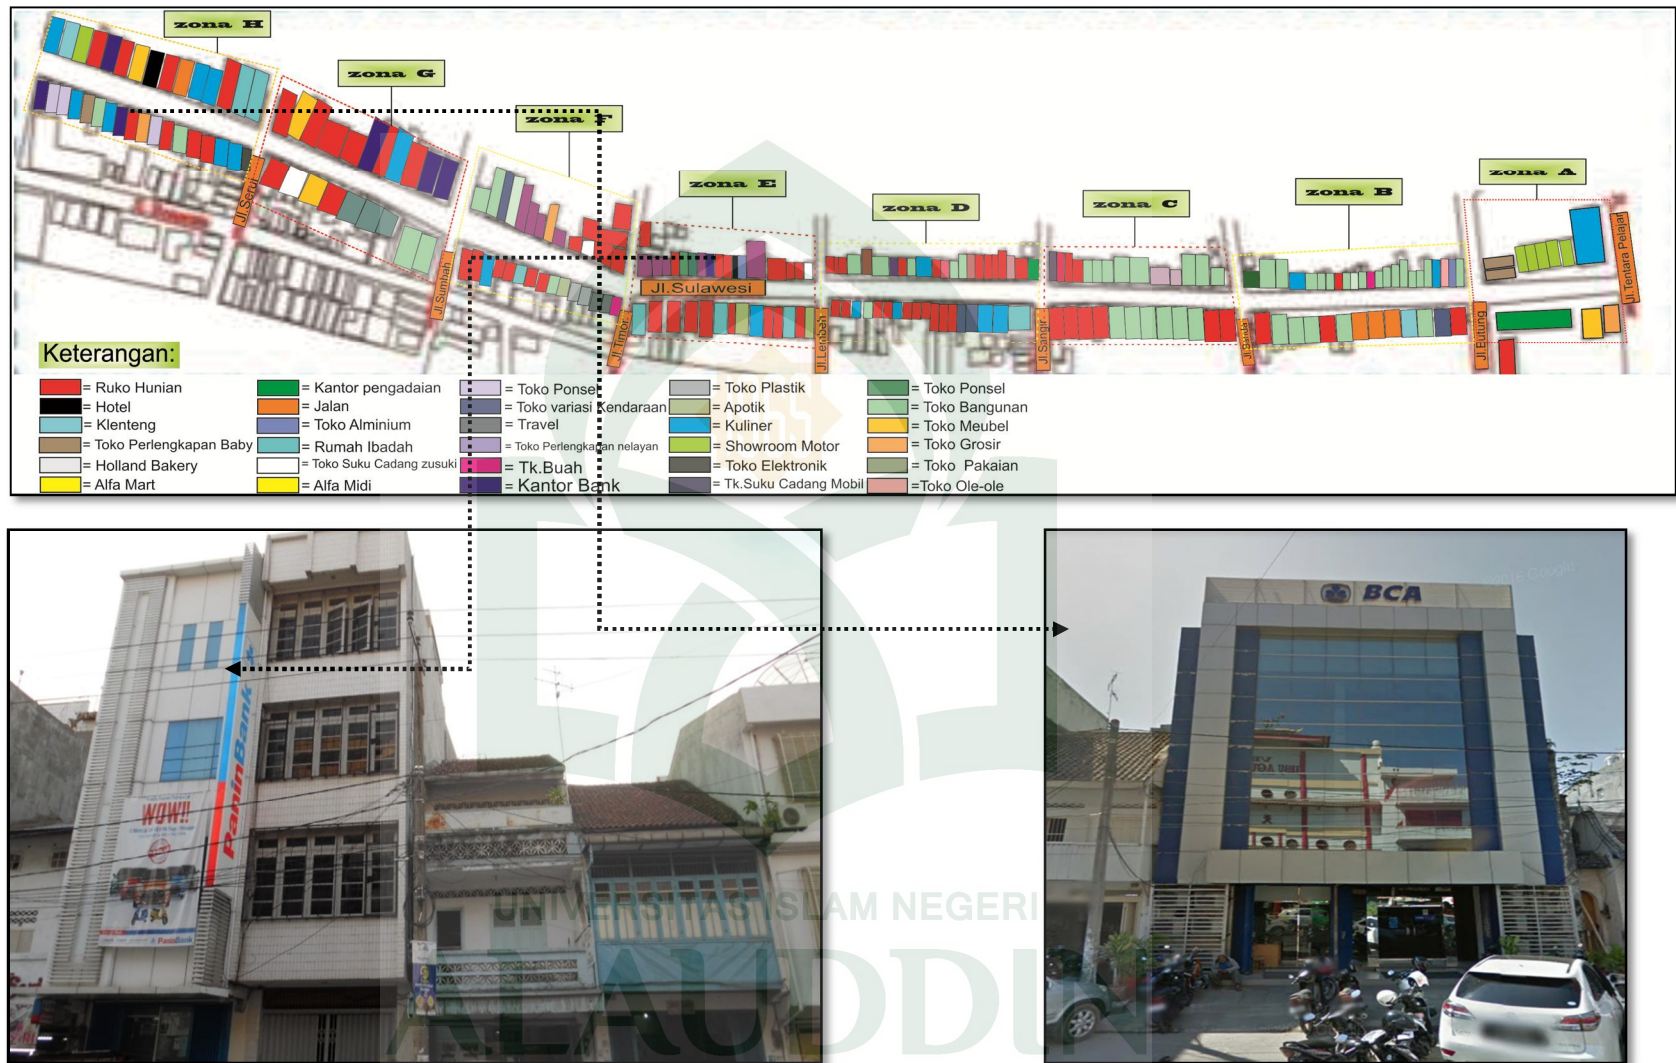 zona H
zona G
zona F
zona E
zona D
zona C
zona B
zona A
Jl.Serui
Jl.Sumbah
Jl.Timor
Jl.Sulawesi
Jl.Lembeh
Jl.Sangir
Jl.Bandar
Jl.Butung
Jl.Tentara Pelajar
Keterangan:
= Ruko Hunian
= Hotel
= Klenteng
= Toko Perlengkapan Baby
= Holland Bakery
= Alfa Mart
= Kantor pengadaian
= Jalan
= Toko Alminium
= Rumah Ibadah
= Toko Suku Cadang zusuki
= Alfa Midi
= Toko Ponsel
= Toko variasi Kendaraan
= Travel
= Toko Perlengkapan nelayan
= Tk.Buah
= Kantor Bank
= Toko Plastik
= Apotik
= Kuliner
= Showroom Motor
= Toko Elektronik
= Tk.Suku Cadang Mobil
= Toko Ponsel
= Toko Bangunan
= Toko Meubel
= Toko Grosir
= Toko Pakaian
=Toko Ole-ole
PaninBank
WOW!!
PaninBank
BCA
Google
UNIVERSITAS ISLAM NEGERI
ALAUDDIN